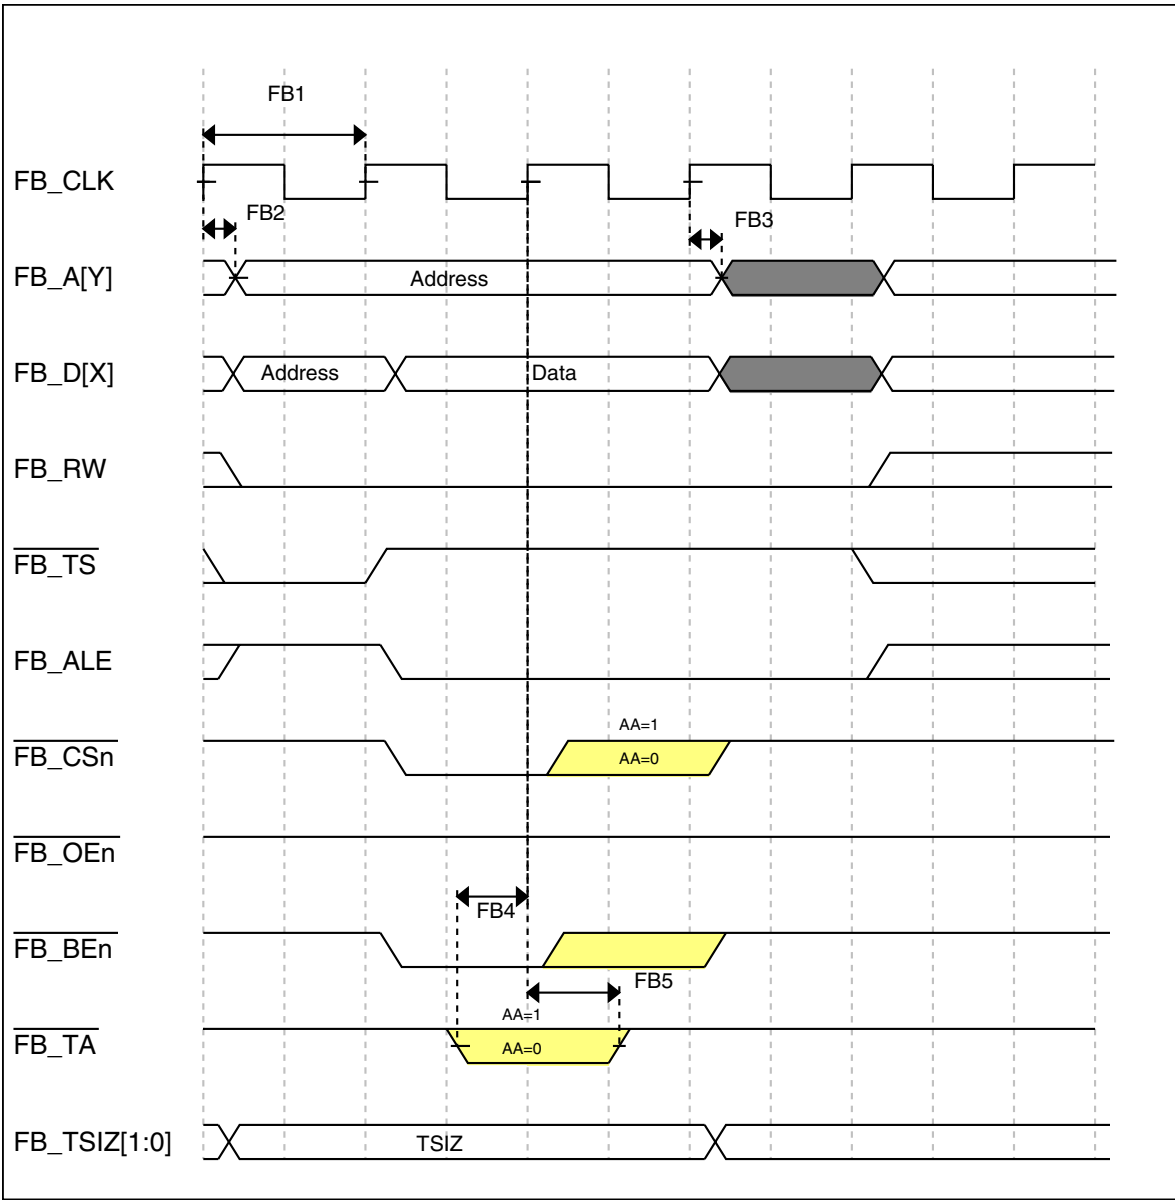 FB1
FB_CLK
FB2
FB3
FB_A[Y]
Address
FB_D[X]
Address
Data
FB_RW
FB_TS
FB_ALE
AA=1
FB_CSn
AA=0
FB_OEn
FB4
FB_BEn
FB5
AA=1
FB_TA
AA=0
FB_TSIZ[1:0]
TSIZ